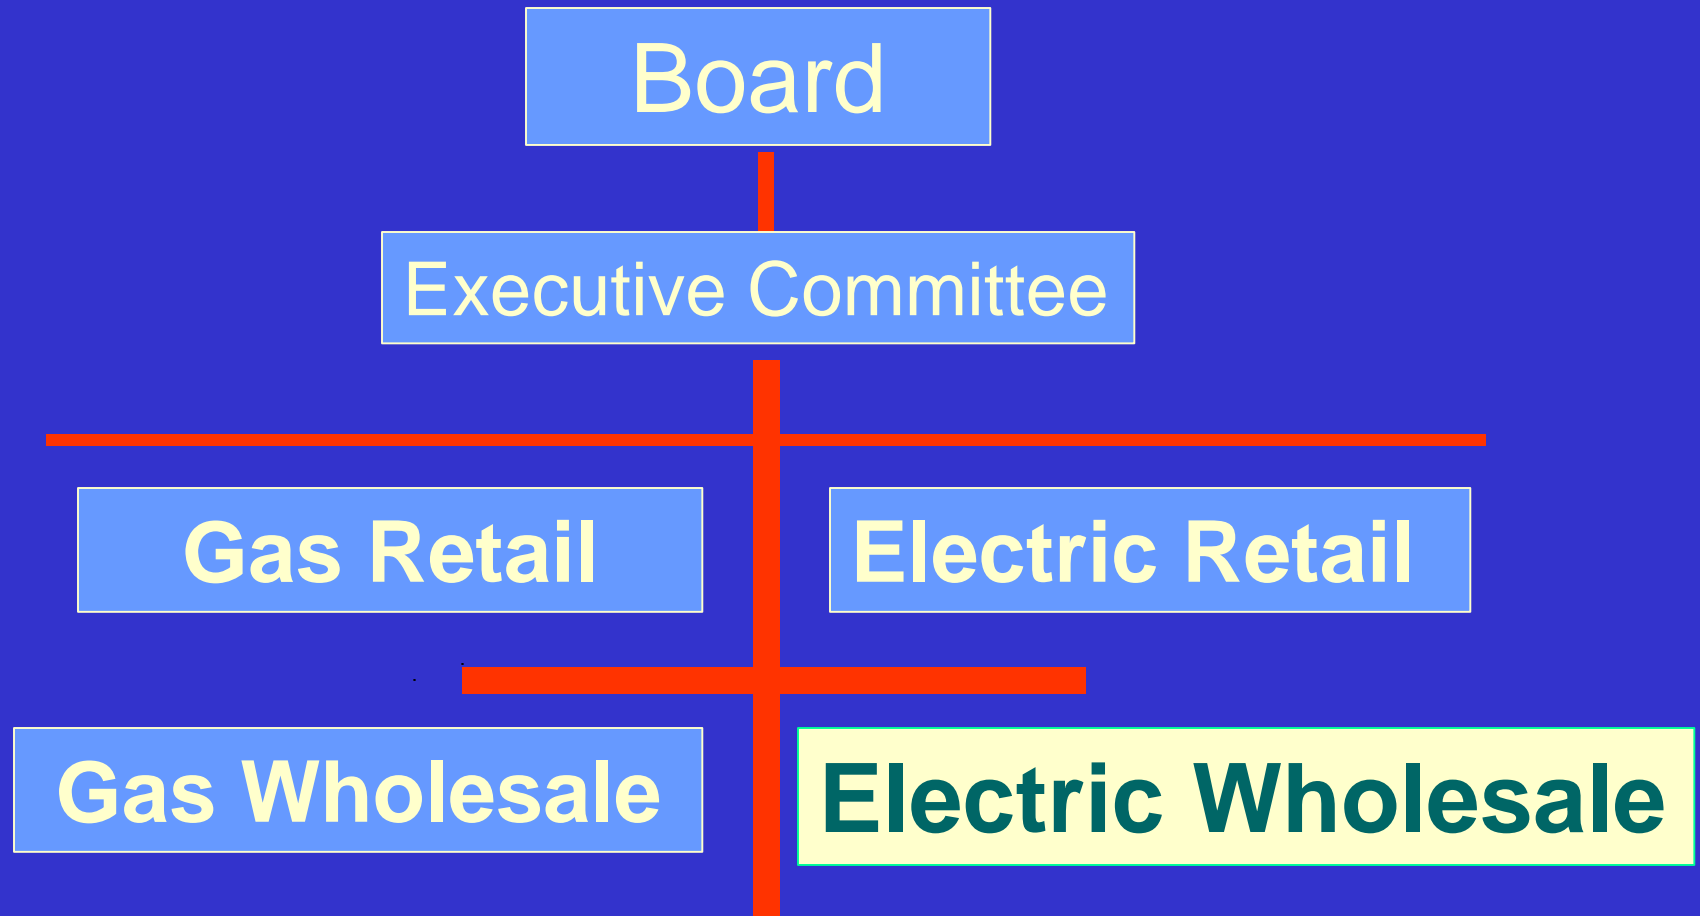 Board
Executive Committee
Gas Retail
Electric Retail
Gas Wholesale
Electric Wholesale